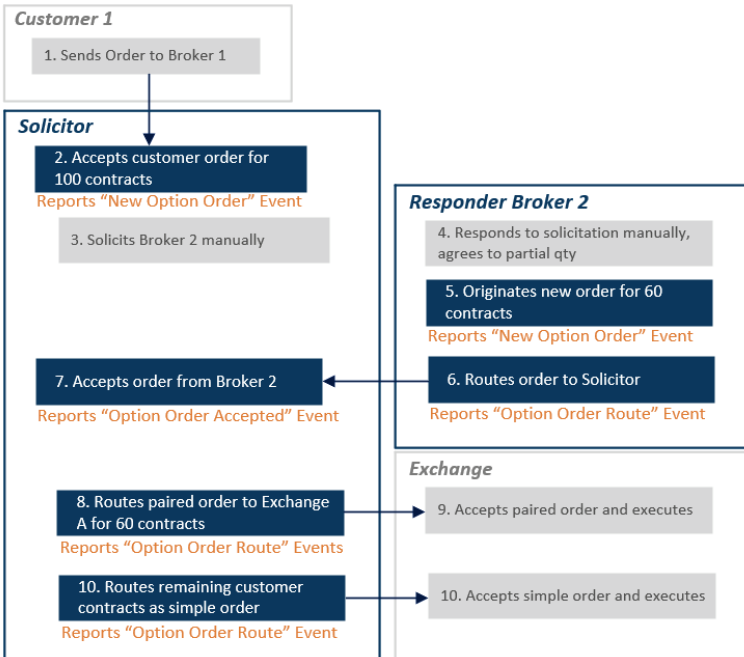 Customer 1
1. Sends Order to Broker 1
Solicitor
2. Accepts customer order for
100 contracts
Reports “New Option Order” Event
3. Solicits Broker 2 manually
Responder Broker 2
4. Responds to solicitation manually,
agrees to partial qty
5. Originates new order for 60
contracts
Reports “New Option Order” Event
6. Routes order to Solicitor
Reports “Option Order Route” Event
7. Accepts order from Broker 2
Reports “Option Order Accepted” Event
Exchange
8. Routes paired order to Exchange
A for 60 contracts
Reports “Option Order Route” Events
9. Accepts paired order and executes
10. Routes remaining customer
contracts as simple order
Reports “Option Order Route” Event
10. Accepts simple order and executes